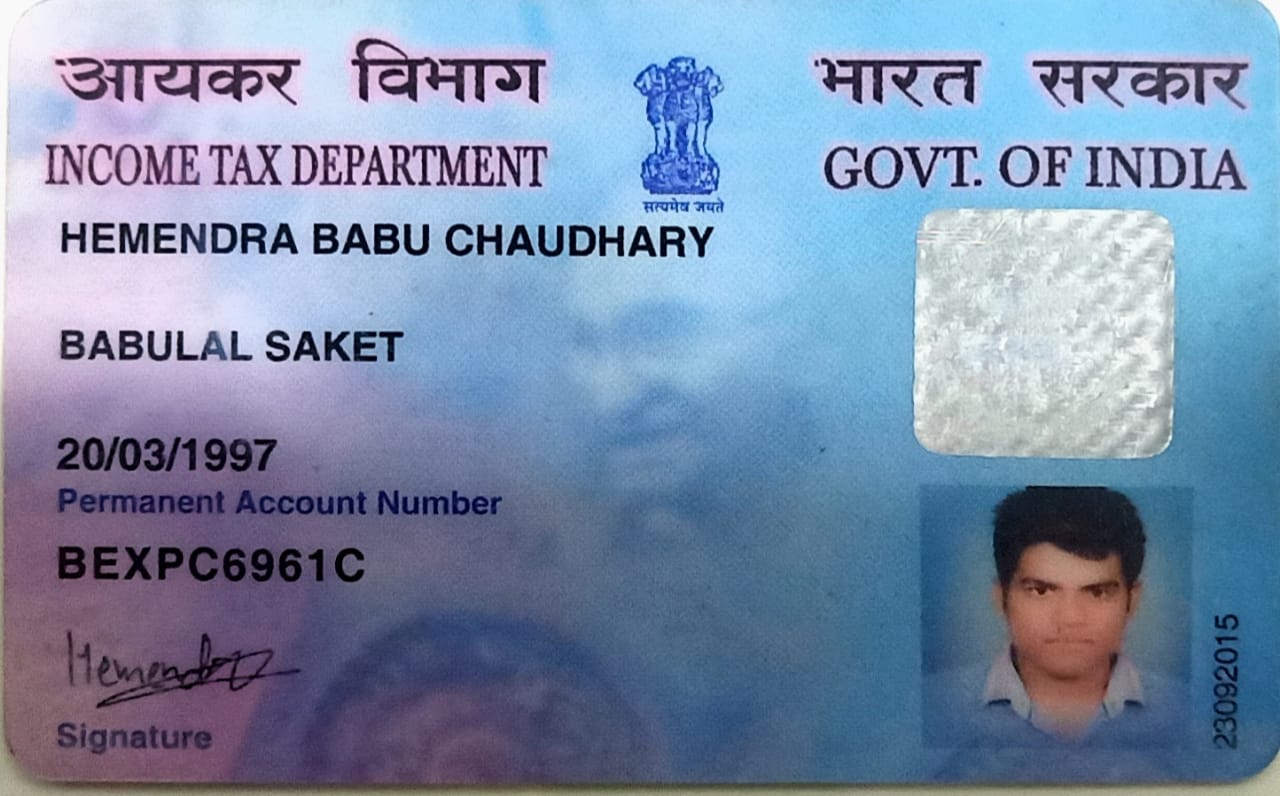 आयकर विभाग
INCOME TAX DEPARTMENT
सत्यमेव जयते
भारत सरकार
GOVT. OF INDIA
HEMENDRA BABU CHAUDHARY
BABULAL SAKET
20/03/1997
Permanent Account Number
BEXPC6961C
Hemendra
Signature
23092015